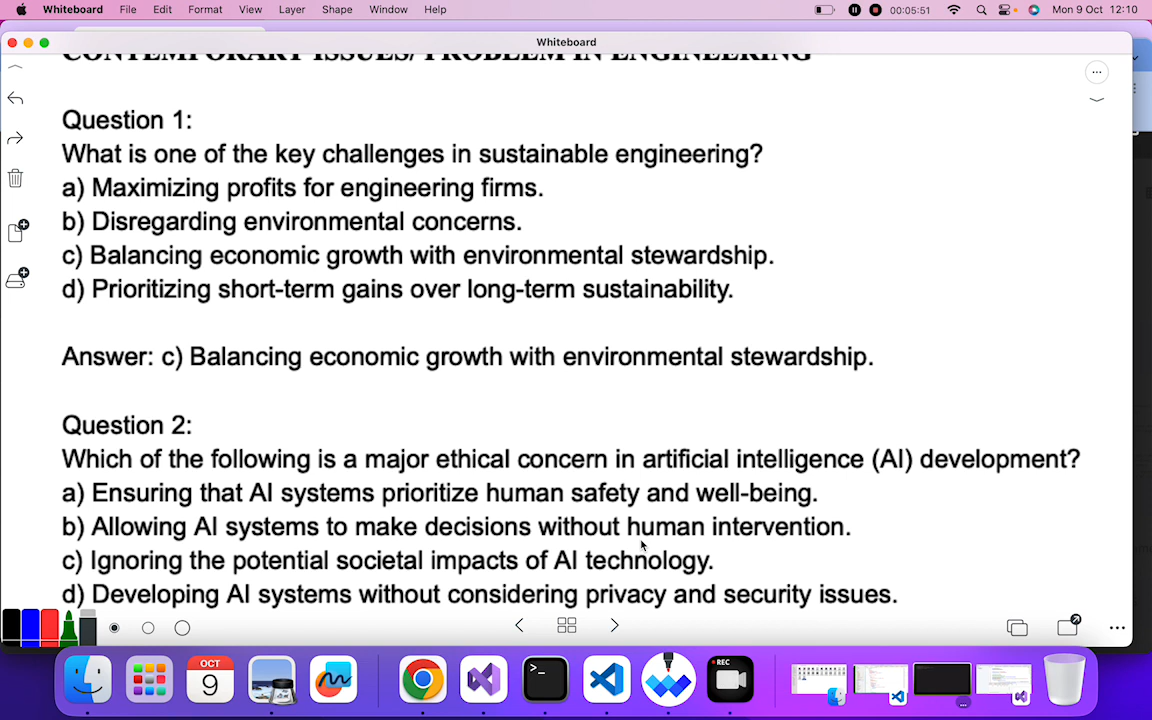 Whiteboard File Edit Format View Layer Shape Window Help 00:05:51 Mon 9 Oct 12:10
Whiteboard
CONTEMPORARY ISSUES/ PROBLEM IN ENGINEERING
Question 1:
What is one of the key challenges in sustainable engineering?
a) Maximizing profits for engineering firms.
b) Disregarding environmental concerns.
c) Balancing economic growth with environmental stewardship.
d) Prioritizing short-term gains over long-term sustainability.
Answer: c) Balancing economic growth with environmental stewardship.
Question 2:
Which of the following is a major ethical concern in artificial intelligence (AI) development?
a) Ensuring that AI systems prioritize human safety and well-being.
b) Allowing AI systems to make decisions without human intervention.
c) Ignoring the potential societal impacts of AI technology.
d) Developing AI systems without considering privacy and security issues.
OCT
9
REC